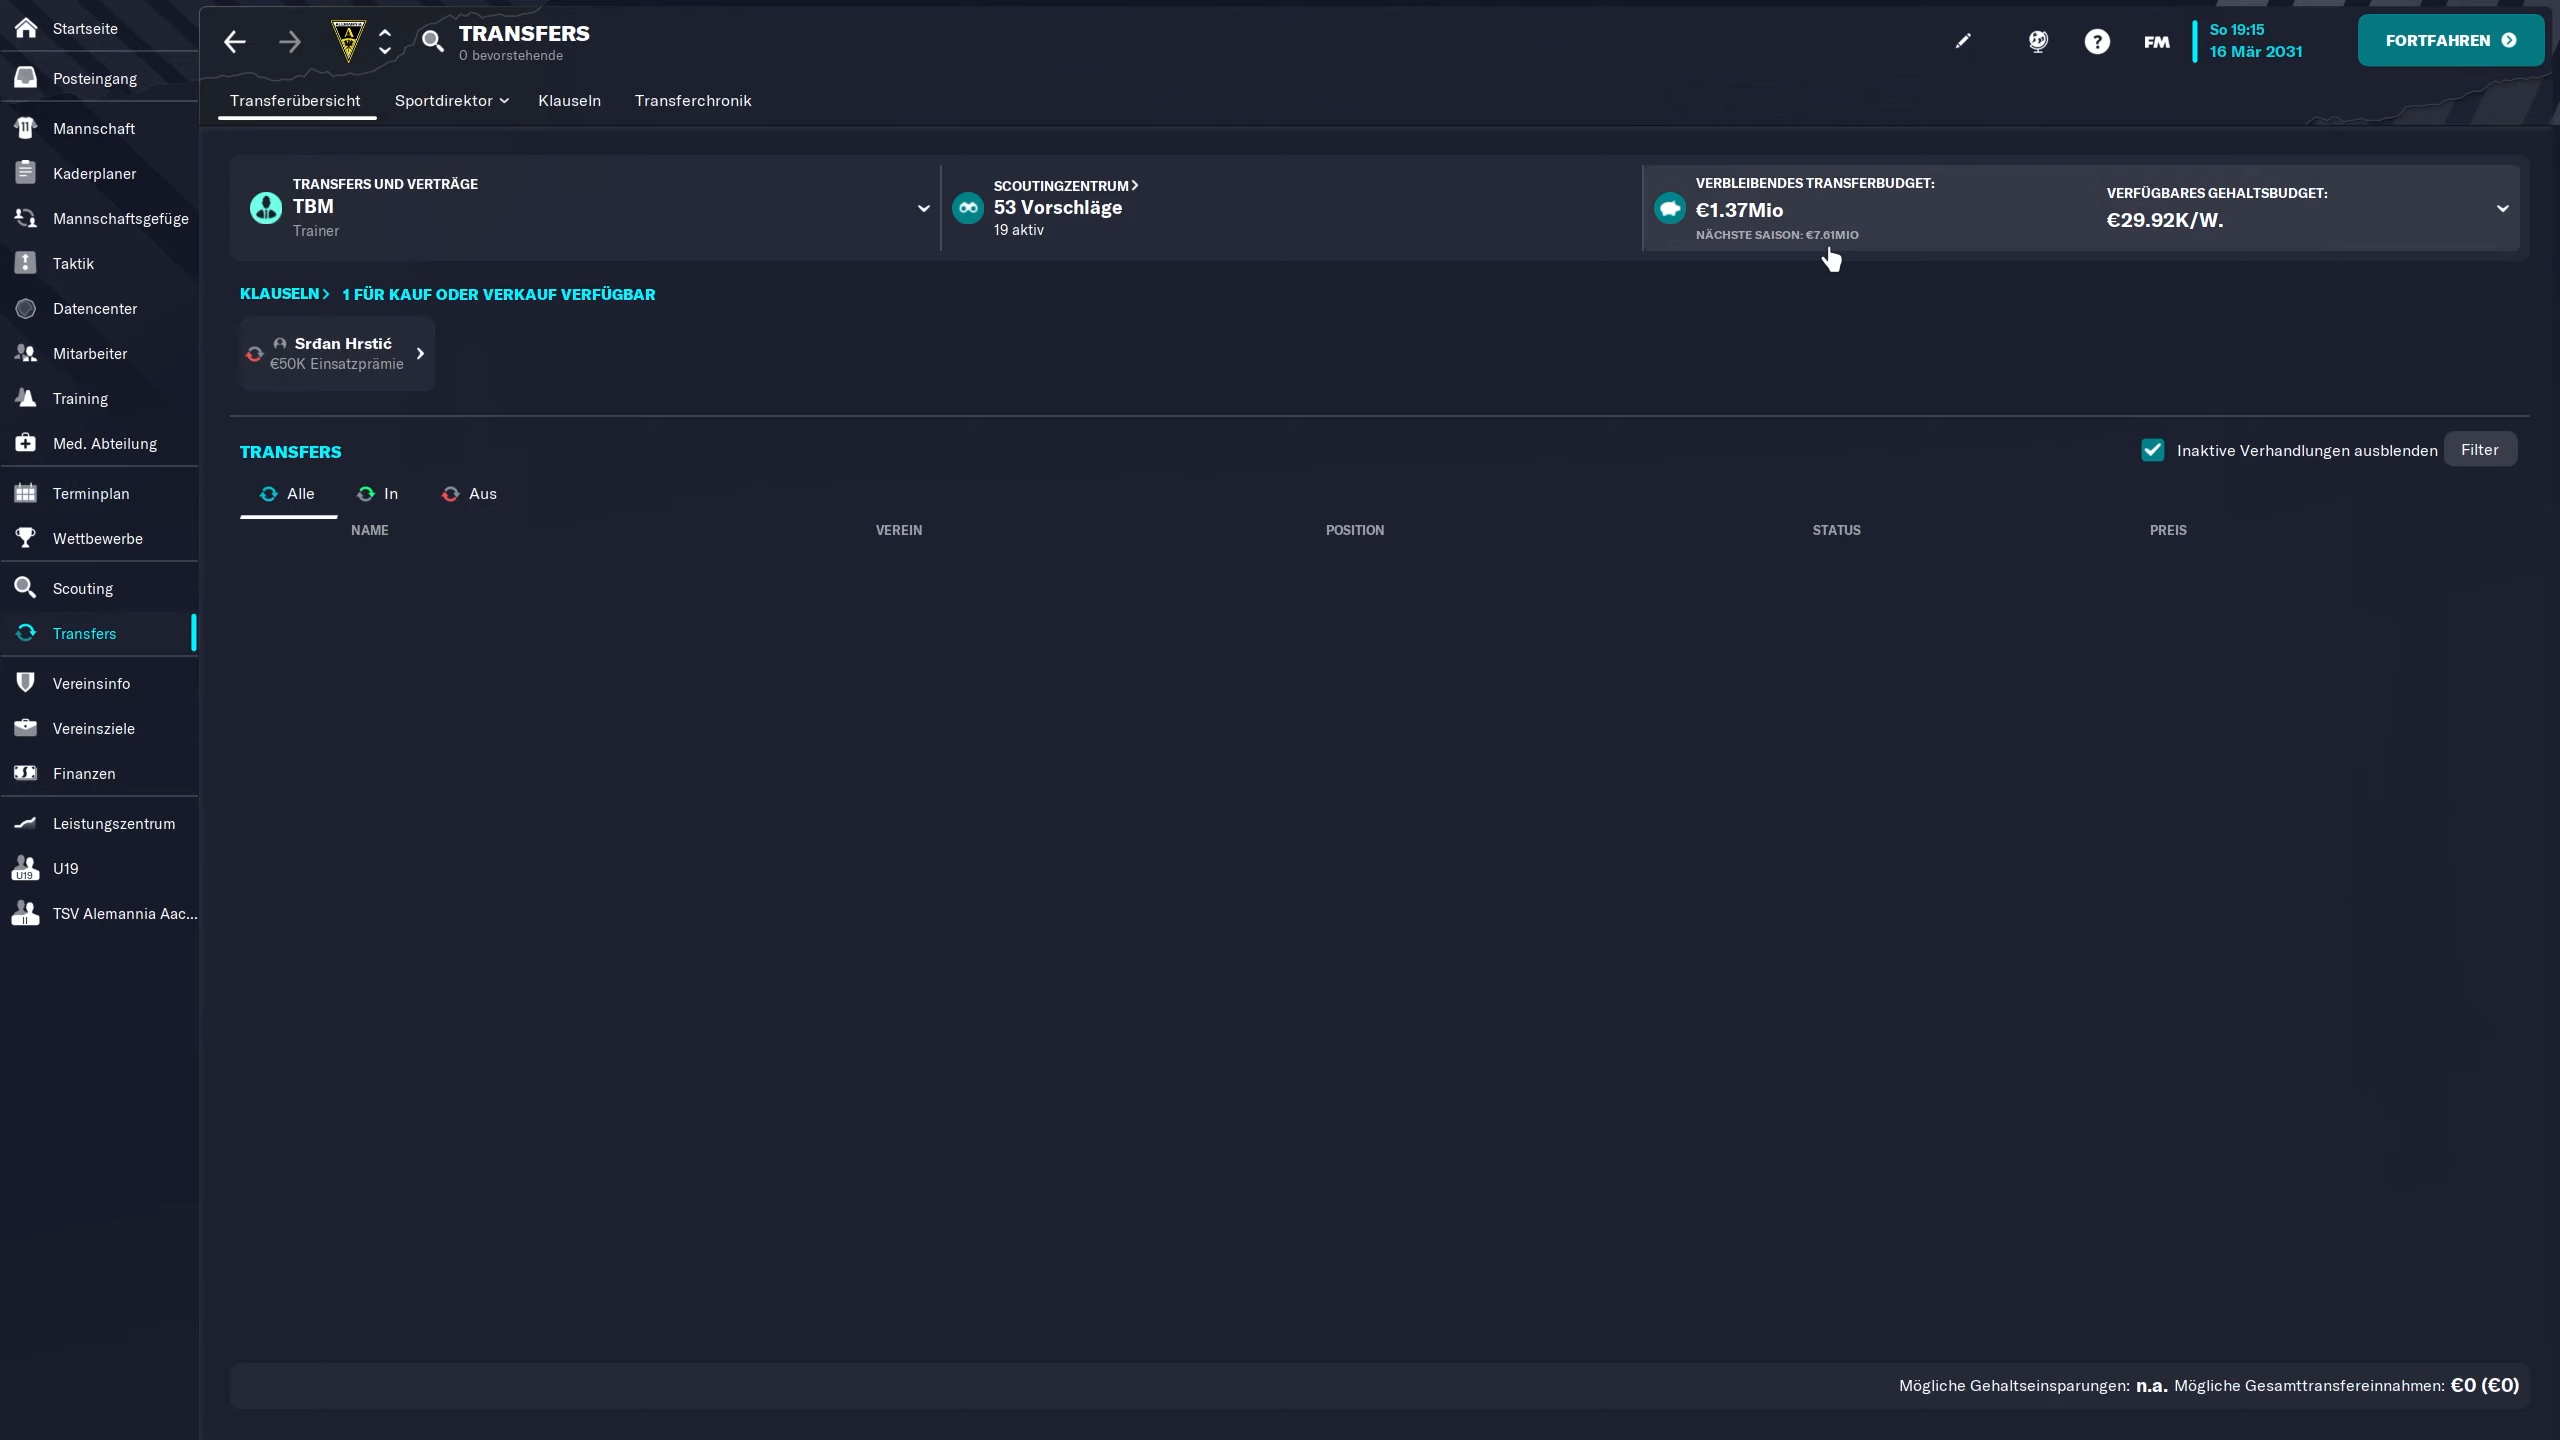 Startseite
Posteingang
Mannschaft
Kaderplaner
Mannschaftsgefüge
Taktik
Datencenter
Mitarbeiter
Training
Med. Abteilung
Terminplan
Wettbewerbe
Scouting
Transfers
Vereinsinfo
Vereinsziele
Finanzen
Leistungszentrum
U19
U19
II
TSV Alemannia Aac...
TRANSFERS
0 bevorstehende
FM
So 19:15
16 Mär 2031
FORTFAHREN
Transferübersicht
Sportdirektor
Klauseln
Transferchronik
TRANSFERS UND VERTRÄGE
TBM
Trainer
SCOUTINGZENTRUM
53 Vorschläge
19 aktiv
VERBLEIBENDES TRANSFERBUDGET:
€1.37Mio
NÄCHSTE SAISON: €7.61MIO
VERFÜGBARES GEHALTSBUDGET:
€29.92K/W.
KLAUSELN 1 FÜR KAUF ODER VERKAUF VERFÜGBAR
Srđan Hrstić
€50K Einsatzprämie
TRANSFERS
Inaktive Verhandlungen ausblenden
Filter
Alle In Aus
NAME VEREIN POSITION STATUS PREIS
Mögliche Gehaltseinsparungen: n.a. Mögliche Gesamttransfereinnahmen: €0 (€0)